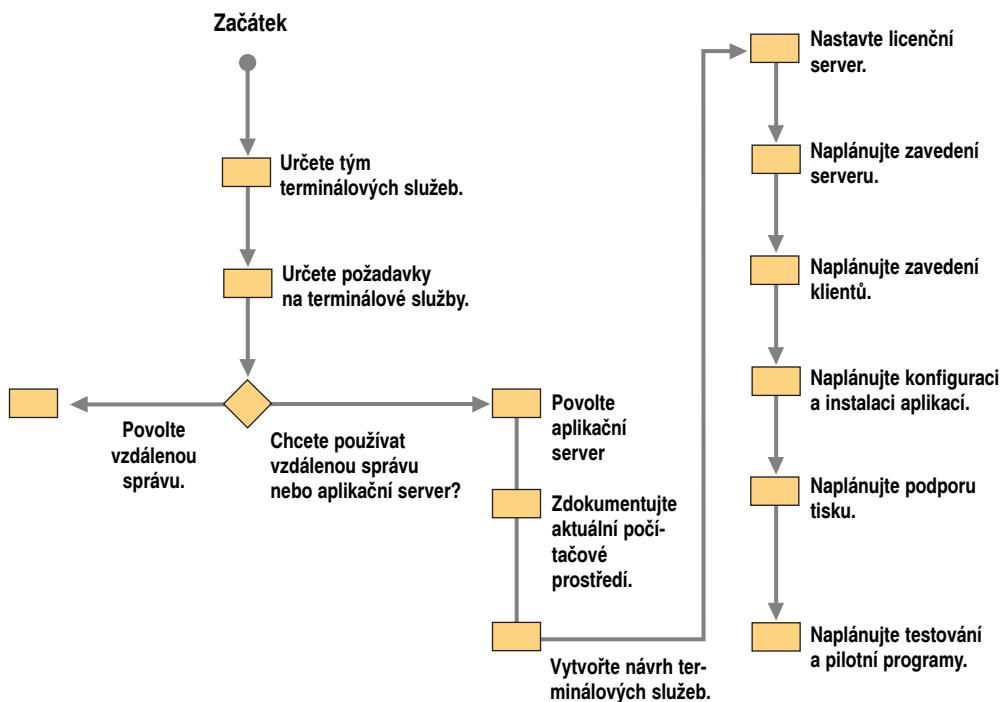 Začátek
Určete tým
terminálových služeb.
Určete požadavky
na terminálové služby.
Povolte
vzdálenou
správu.
Chcete používat
vzdálenou správu
nebo aplikační server?
Povolte
aplikační
server
Zdokumentujte
aktuální počí-
tačové
prostředí.
Vytvořte návrh ter-
minálových služeb.
Nastavte licenční
server.
Naplánujte zavedení
serveru.
Naplánujte zavedení
klientů.
Naplánujte konfiguraci
a instalaci aplikací.
Naplánujte podporu
tisku.
Naplánujte testování
a pilotní programy.